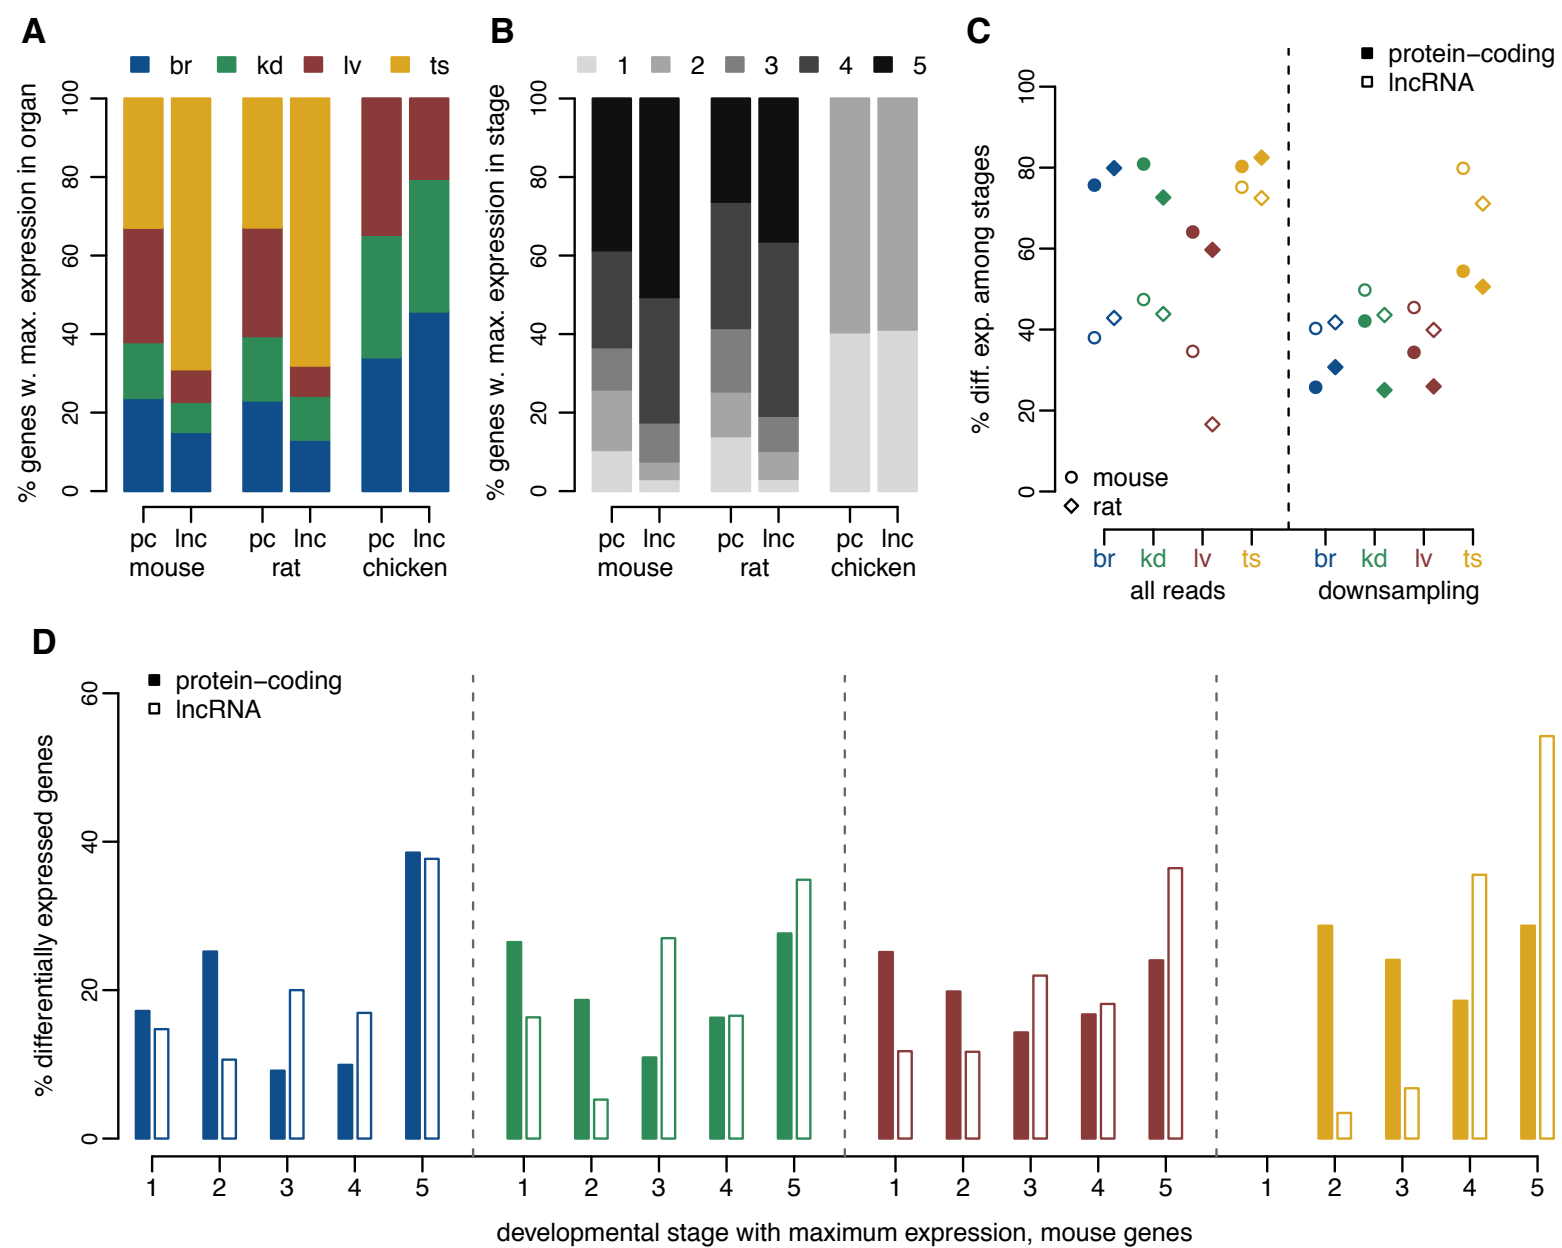 A
br kd lv ts
% genes w. max. expression in organ
100
80
60
40
20
0
pc lnc pc lnc pc lnc
mouse rat chicken
B
1 2 3 4 5
% genes w. max. expression in stage
100
80
60
40
20
0
pc lnc pc lnc pc lnc
mouse rat chicken
C
protein−coding
lncRNA
% diff. exp. among stages
100
80
60
40
20
0
mouse
rat
br kd lv ts br kd lv ts
all reads downsampling
D
protein−coding
lncRNA
% differentially expressed genes
60
40
20
0
1 2 3 4 5 1 2 3 4 5 1 2 3 4 5 1 2 3 4 5
developmental stage with maximum expression, mouse genes